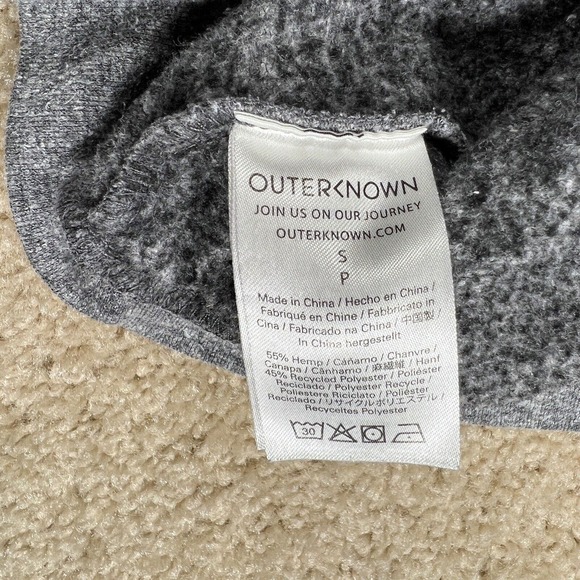 OUTERKNOWN
JOIN US ON OUR JOURNEY
OUTERKNOWN.COM
S
P
Made in China / Hecho en China /
Fabriqué en Chine / Fabbricato in
Cina / Fabricado na China / 中国製 /
In China hergestellt
55% Hemp / Cáñamo / Chanvre /
Canapa / Cânhamo / 麻繊維 / Hanf
45% Recycled Polyester / Poliéster
Reciclado / Polyester Recycle /
Poliestere Riciclato / Poliéster
Reciclado / リサイクルポリエステル /
Recyceltes Polyester
30